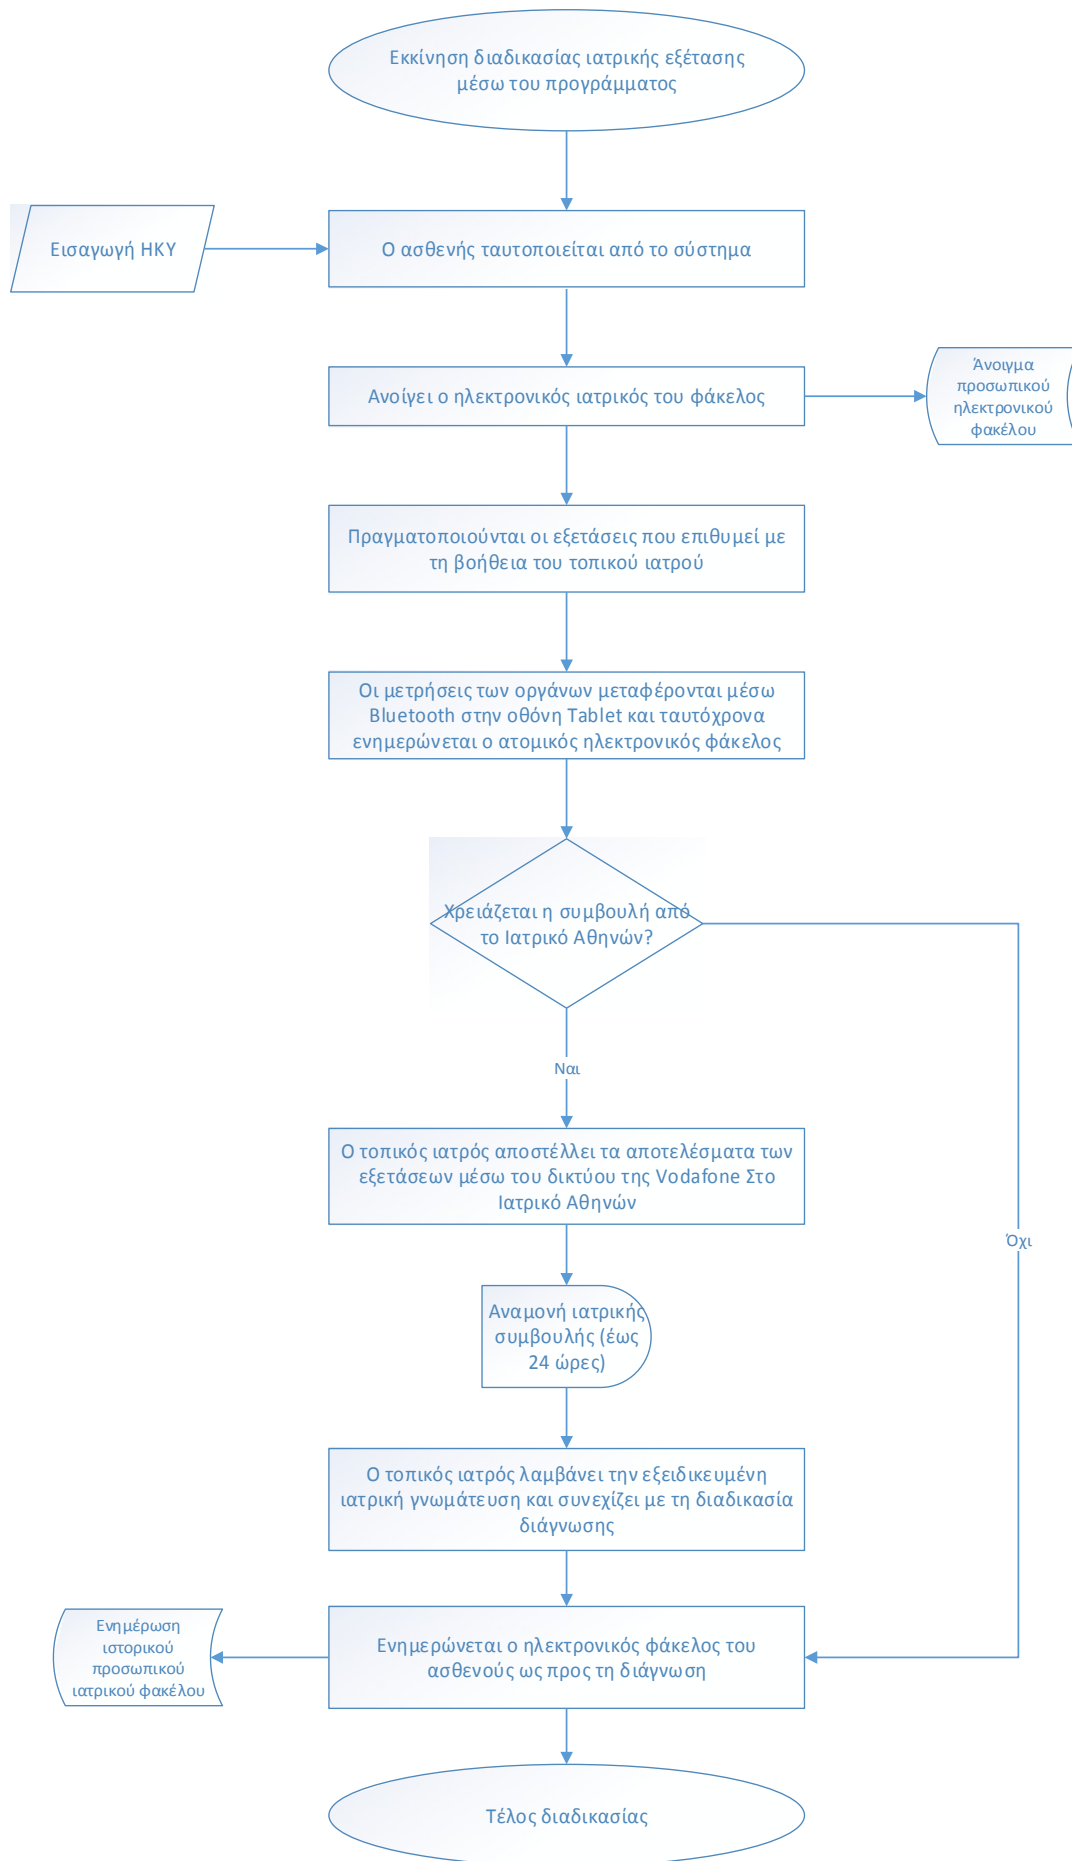 Εκκίνηση διαδικασίας ιατρικής εξέτασης
μέσω του προγράμματος
Εισαγωγή ΗΚΥ
Ο ασθενής ταυτοποιείται από το σύστημα
Ανοίγει ο ηλεκτρονικός ιατρικός του φάκελος
Άνοιγμα
προσωπικού
ηλεκτρονικού
φακέλου
Πραγματοποιούνται οι εξετάσεις που επιθυμεί με
τη βοήθεια του τοπικού ιατρού
Οι μετρήσεις των οργάνων μεταφέρονται μέσω
Bluetooth στην οθόνη Tablet και ταυτόχρονα
ενημερώνεται ο ατομικός ηλεκτρονικός φάκελος
Χρειάζεται η συμβουλή από
το Ιατρικό Αθηνών?
Ναι
Ο τοπικός ιατρός αποστέλλει τα αποτελέσματα των
εξετάσεων μέσω του δικτύου της Vodafone Στο
Ιατρικό Αθηνών
Όχι
Αναμονή ιατρικής
συμβουλής (έως
24 ώρες)
Ο τοπικός ιατρός λαμβάνει την εξειδικευμένη
ιατρική γνωμάτευση και συνεχίζει με τη διαδικασία
διάγνωσης
Ενημέρωση
ιστορικού
προσωπικού
ιατρικού φακέλου
Ενημερώνεται ο ηλεκτρονικός φάκελος του
ασθενούς ως προς τη διάγνωση
Τέλος διαδικασίας